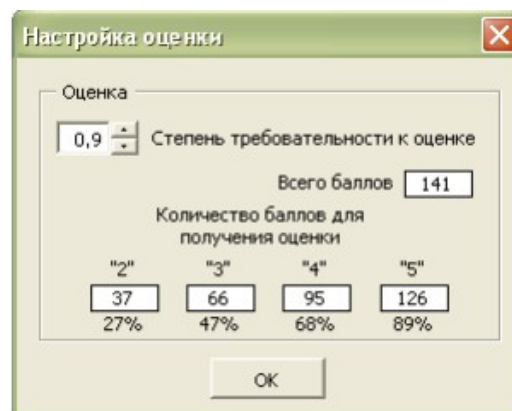 Настройка оценки
Оценка
0,9 Степень требовательности к оценке
Всего баллов 141
Количество баллов для
получения оценки
"2" "3" "4" "5"
37 66 95 126
27% 47% 68% 89%
ОК